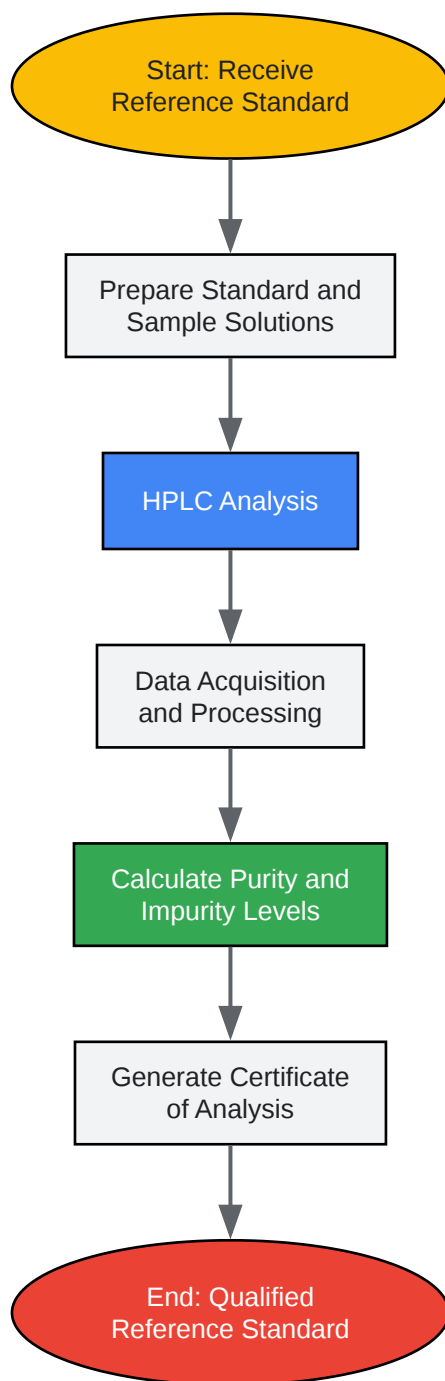 Start: Receive
Reference Standard
Prepare Standard and
Sample Solutions
HPLC Analysis
Data Acquisition
and Processing
Calculate Purity and
Impurity Levels
Generate Certificate
of Analysis
End: Qualified
Reference Standard